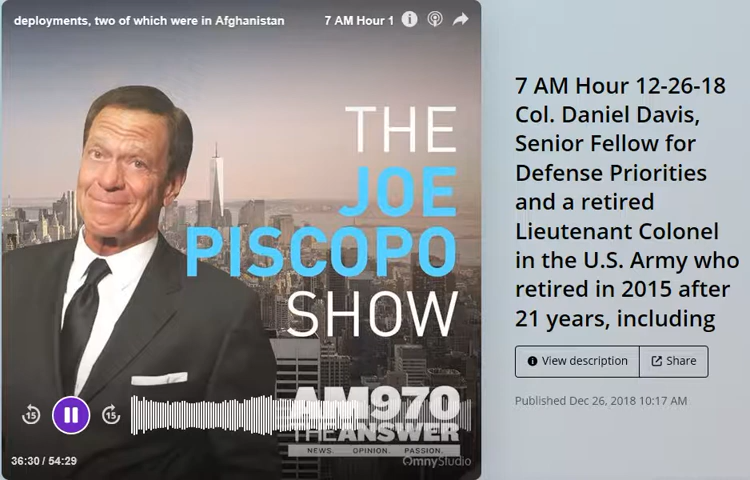 deployments, two of which were in Afghanistan
7 AM Hour 1
THE
JOE
PISCOPO
SHOW
15
15
AM970
THEANSWER
NEWS. OPINION. PASSION.
36:30 / 54:29
OmnyStudio
7 AM Hour 12-26-18
Col. Daniel Davis,
Senior Fellow for
Defense Priorities
and a retired
Lieutenant Colonel
in the U.S. Army who
retired in 2015 after
21 years, including
View description
Share
Published Dec 26, 2018 10:17 AM